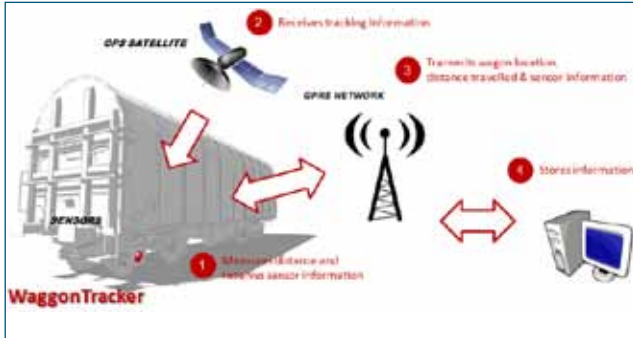 2 Receives tracking information
GPS SATELLITE
3 Transmits wagon location,
distance travelled & sensor information
GPRS NETWORK
4 Stores information
SENSORS
1 Measures distance and
receives sensor information
WaggonTracker